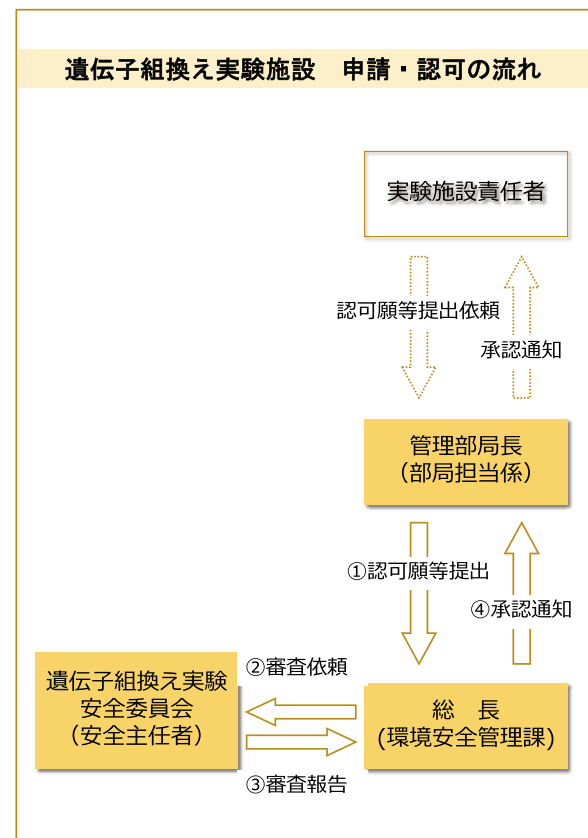 遺伝子組換え実験施設　申請・認可の流れ
実験施設責任者
認可願等提出依頼
承認通知
管理部局長
（部局担当係）
①認可願等提出
④承認通知
②審査依頼
遺伝子組換え実験
安全委員会
（安全主任者）
総　長
(環境安全管理課)
③審査報告